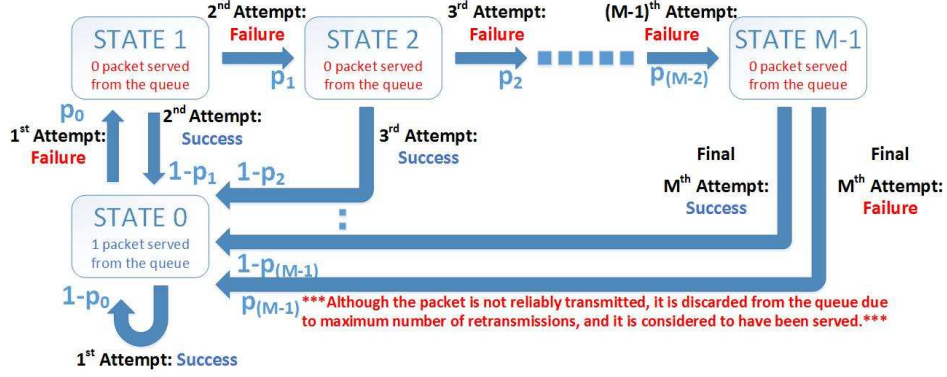 2nd Attempt:
Failure
3rd Attempt:
Failure
(M-1)th Attempt:
Failure
STATE 1
0 packet served
from the queue
p1
STATE 2
0 packet served
from the queue
p2
p(M-2)
STATE M-1
0 packet served
from the queue
p0
1st Attempt:
Failure
2nd Attempt:
Success
1-p1
3rd Attempt:
Success
1-p2
Final
Mth Attempt:
Success
Final
Mth Attempt:
Failure
STATE 0
1 packet served
from the queue
1-p(M-1)
p(M-1)
1-p0
1st Attempt: Success
***Although the packet is not reliably transmitted, it is discarded from the queue due
to maximum number of retransmissions, and it is considered to have been served.***